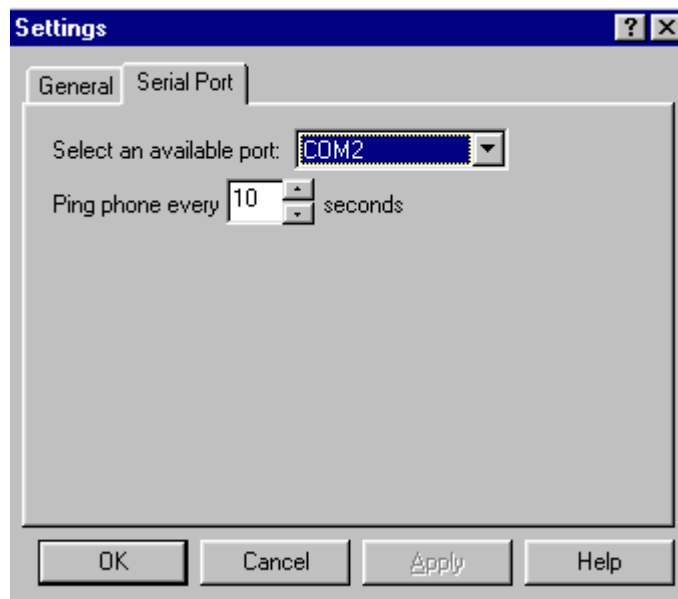 Settings
General Serial Port
Select an available port: COM2
Ping phone every 10 seconds
OK Cancel Apply Help